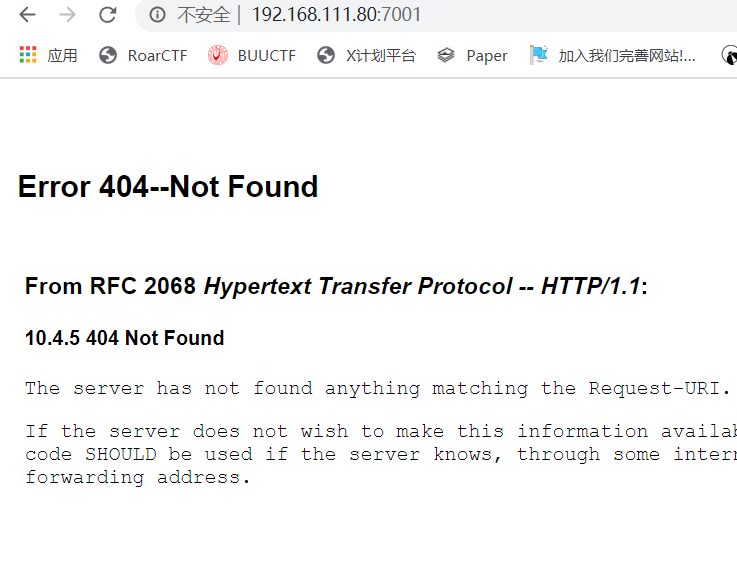 不安全 | 192.168.111.80:7001
应用 RoarCTF BUUCTF X计划平台 Paper 加入我们完善网站!...
Error 404--Not Found
From RFC 2068 Hypertext Transfer Protocol -- HTTP/1.1:
10.4.5 404 Not Found
The server has not found anything matching the Request-URI.
If the server does not wish to make this information availab
code SHOULD be used if the server knows, through some intern
forwarding address.